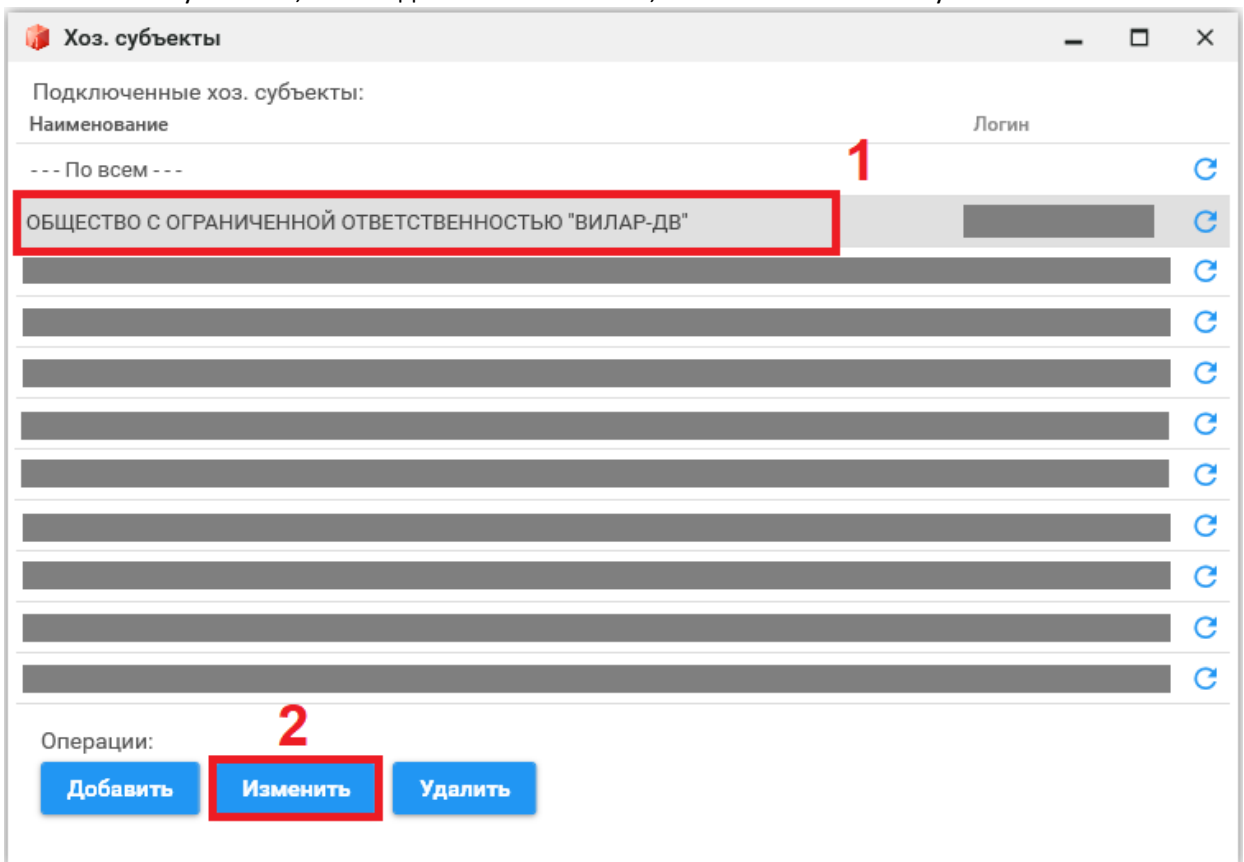 Хоз. субъекты
Подключенные хоз. субъекты:
Наименование Логин
- - - По всем - - -
1
ОБЩЕСТВО С ОГРАНИЧЕННОЙ ОТВЕТСТВЕННОСТЬЮ "ВИЛАР-ДВ"
2
Операции:
Добавить Изменить Удалить